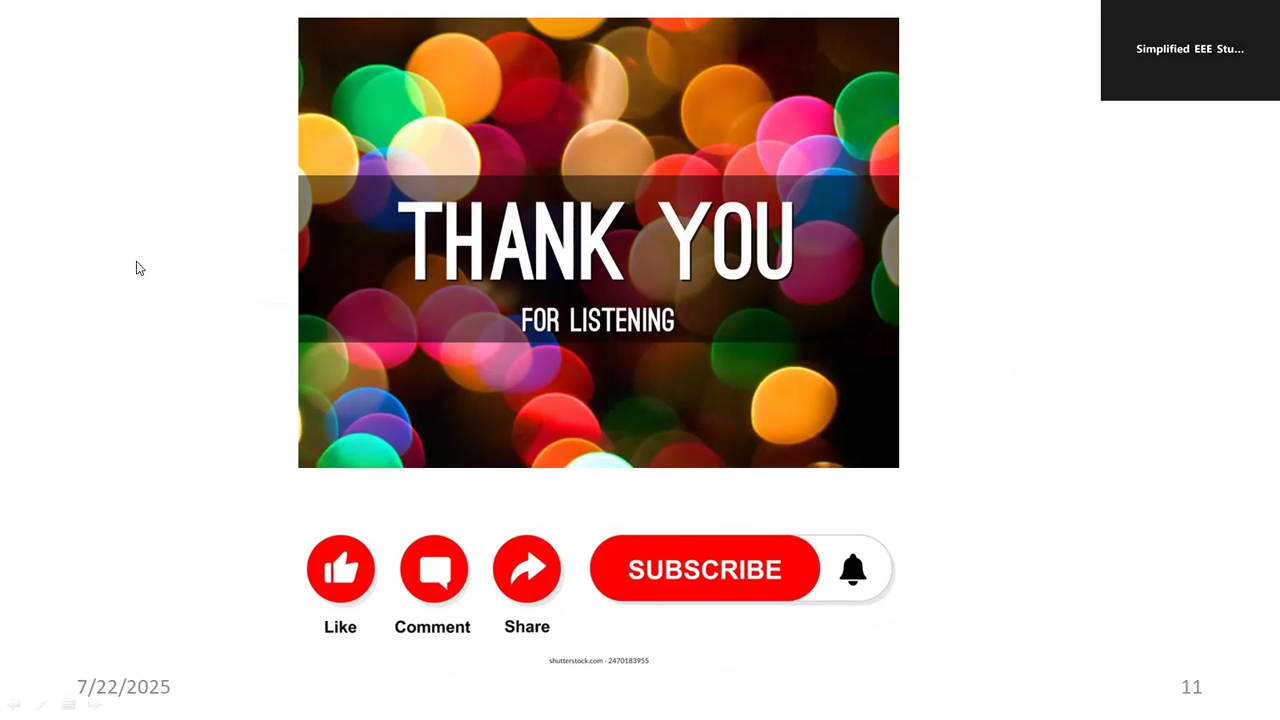 Simplified EEE Stu...
THANK YOU
FOR LISTENING
SUBSCRIBE
Like Comment Share
shutterstock.com · 2470183955
7/22/2025 11